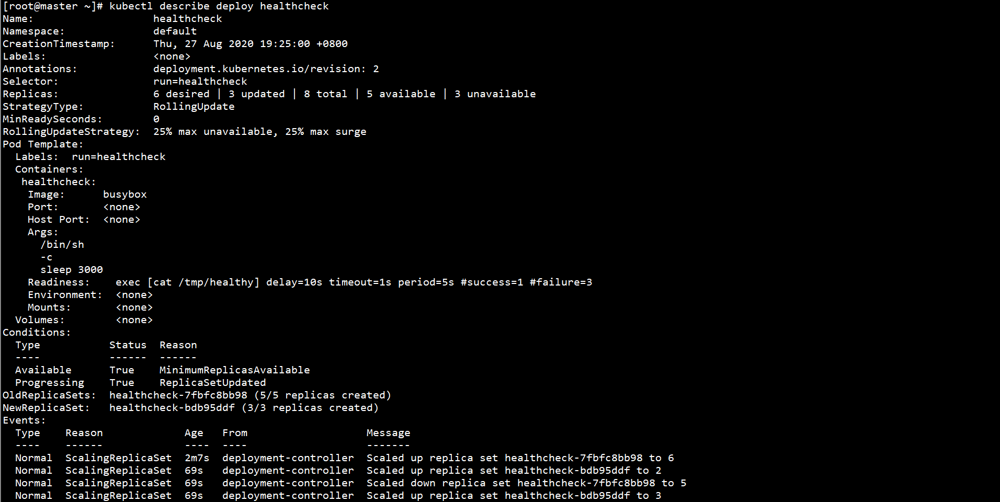 [root@master ~]# kubectl describe deploy healthcheck
Name:                   healthcheck
Namespace:              default
CreationTimestamp:      Thu, 27 Aug 2020 19:25:00 +0800
Labels:                 <none>
Annotations:            deployment.kubernetes.io/revision: 2
Selector:               run=healthcheck
Replicas:               6 desired | 3 updated | 8 total | 5 available | 3 unavailable
StrategyType:           RollingUpdate
MinReadySeconds:        0
RollingUpdateStrategy:  25% max unavailable, 25% max surge
Pod Template:
  Labels:  run=healthcheck
  Containers:
   healthcheck:
    Image:      busybox
    Port:       <none>
    Host Port:  <none>
    Args:
      /bin/sh
      -c
      sleep 3000
    Readiness:    exec [cat /tmp/healthy] delay=10s timeout=1s period=5s #success=1 #failure=3
    Environment:  <none>
    Mounts:       <none>
  Volumes:        <none>
Conditions:
  Type           Status  Reason
  ----           ------  ------
  Available      True    MinimumReplicasAvailable
  Progressing    True    ReplicaSetUpdated
OldReplicaSets:  healthcheck-7fbfc8bb98 (5/5 replicas created)
NewReplicaSet:   healthcheck-bdb95ddf (3/3 replicas created)
Events:
  Type    Reason             Age   From                   Message
  ----    ------             ----  ----                   -------
  Normal  ScalingReplicaSet  2m7s  deployment-controller  Scaled up replica set healthcheck-7fbfc8bb98 to 6
  Normal  ScalingReplicaSet  69s   deployment-controller  Scaled up replica set healthcheck-bdb95ddf to 2
  Normal  ScalingReplicaSet  69s   deployment-controller  Scaled down replica set healthcheck-7fbfc8bb98 to 5
  Normal  ScalingReplicaSet  69s   deployment-controller  Scaled up replica set healthcheck-bdb95ddf to 3